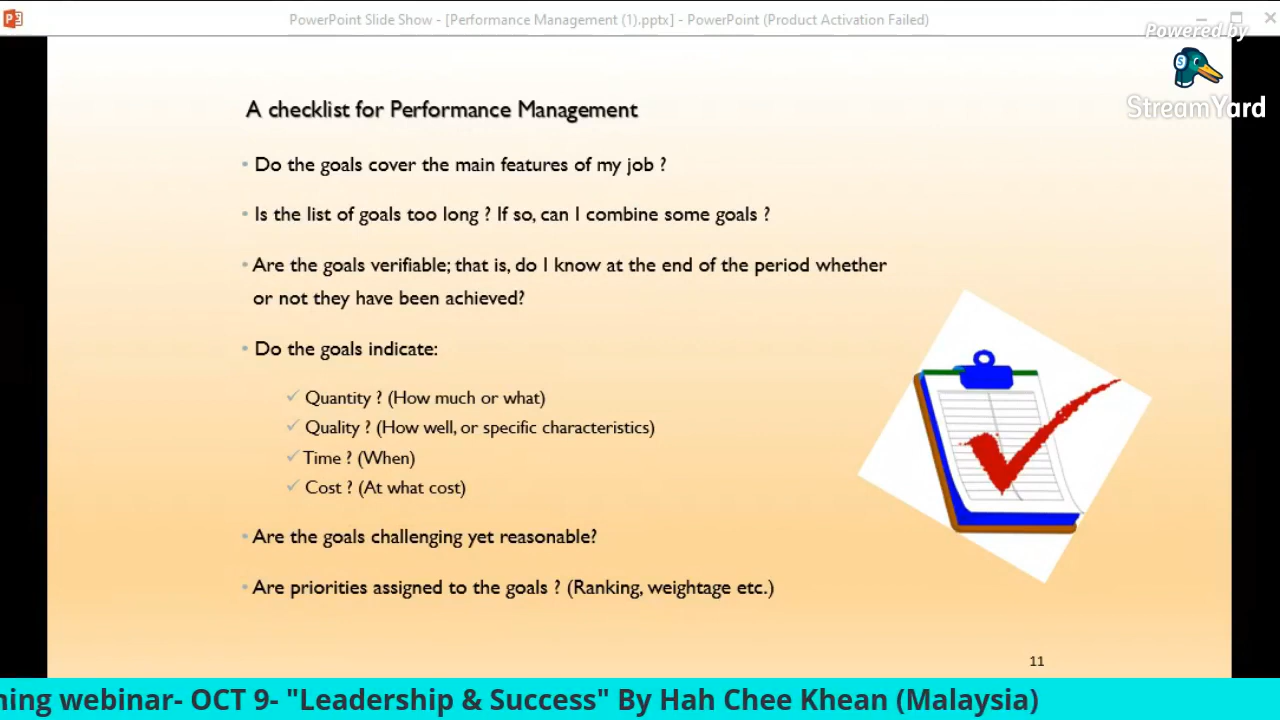 PowerPoint Slide Show - [Performance Management (1).pptx] - PowerPoint (Product Activation Failed)
Powered by
StreamYard
A checklist for Performance Management
• Do the goals cover the main features of my job ?
• Is the list of goals too long ? If so, can I combine some goals ?
• Are the goals verifiable; that is, do I know at the end of the period whether
or not they have been achieved?
• Do the goals indicate:
✓ Quantity ? (How much or what)
✓ Quality ? (How well, or specific characteristics)
✓ Time ? (When)
✓ Cost ? (At what cost)
• Are the goals challenging yet reasonable?
• Are priorities assigned to the goals ? (Ranking, weightage etc.)
11
ning webinar- OCT 9- "Leadership & Success" By Hah Chee Khean (Malaysia)